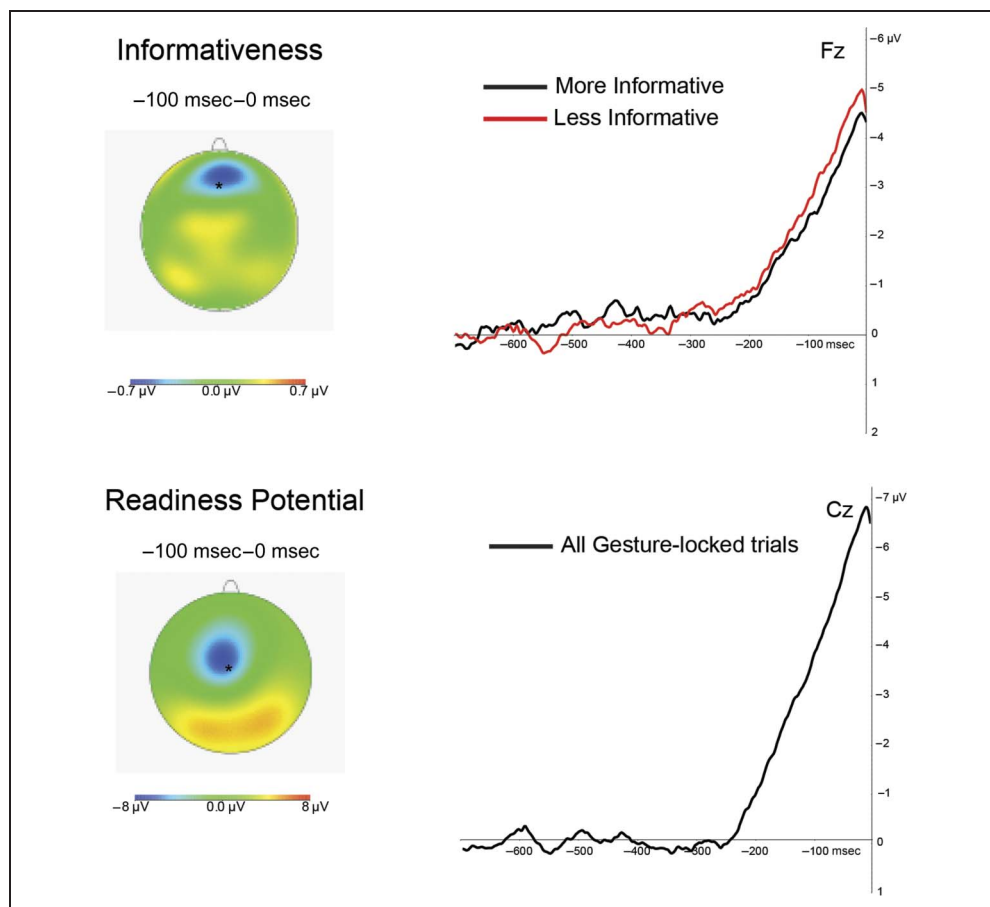 Informativeness
−100 msec–0 msec
*
−0.7 µV 0.0 µV 0.7 µV
Fz
More Informative
Less Informative
−6 µV
−5
−4
−3
−2
−1
0
1
2
−600 −500 −400 −300 −200 −100 msec
Readiness Potential
−100 msec–0 msec
*
−8 µV 0.0 µV 8 µV
Cz
All Gesture-locked trials
−7 µV
−6
−5
−4
−3
−2
−1
0
1
−600 −500 −400 −300 −200 −100 msec